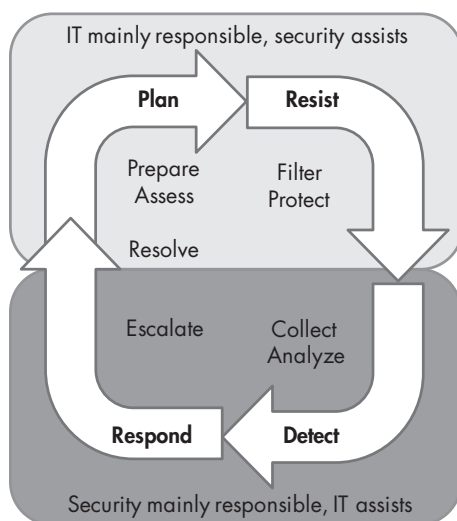 IT mainly responsible, security assists
Plan
Resist
Prepare
Assess
Filter
Protect
Resolve
Escalate
Collect
Analyze
Respond
Detect
Security mainly responsible, IT assists